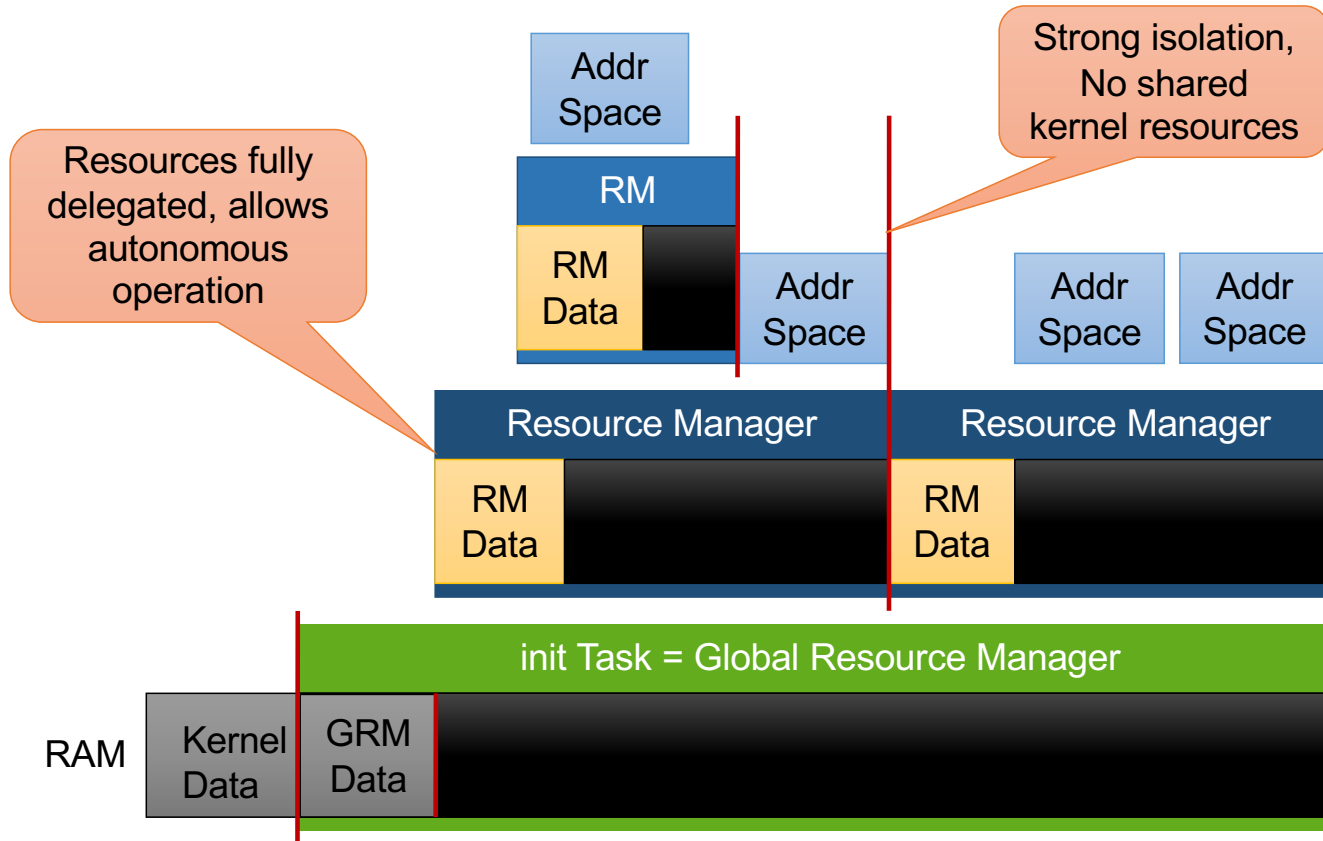 Addr
Space
Strong isolation,
No shared
kernel resources
Resources fully
delegated, allows
autonomous
operation
RM
RM
Data
Addr
Space
Addr
Space
Addr
Space
Resource Manager
Resource Manager
RM
Data
RM
Data
init Task = Global Resource Manager
RAM
Kernel
Data
GRM
Data